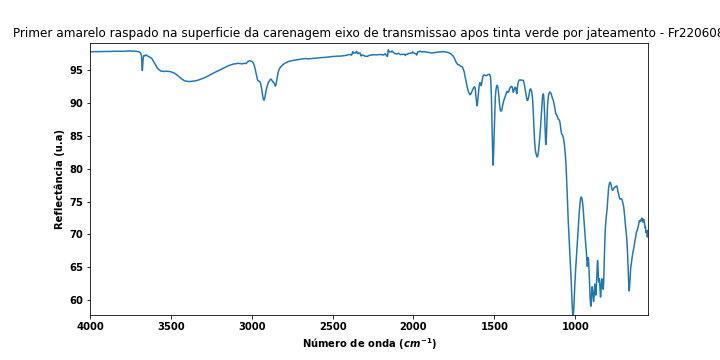 Primer amarelo raspado na superficie da carenagem eixo de transmissao apos tinta verde por jateamento - Fr220608
Reflectância (u.a)
95
90
85
80
75
70
65
60
4000 3500 3000 2500 2000 1500 1000
Número de onda (cm⁻¹)